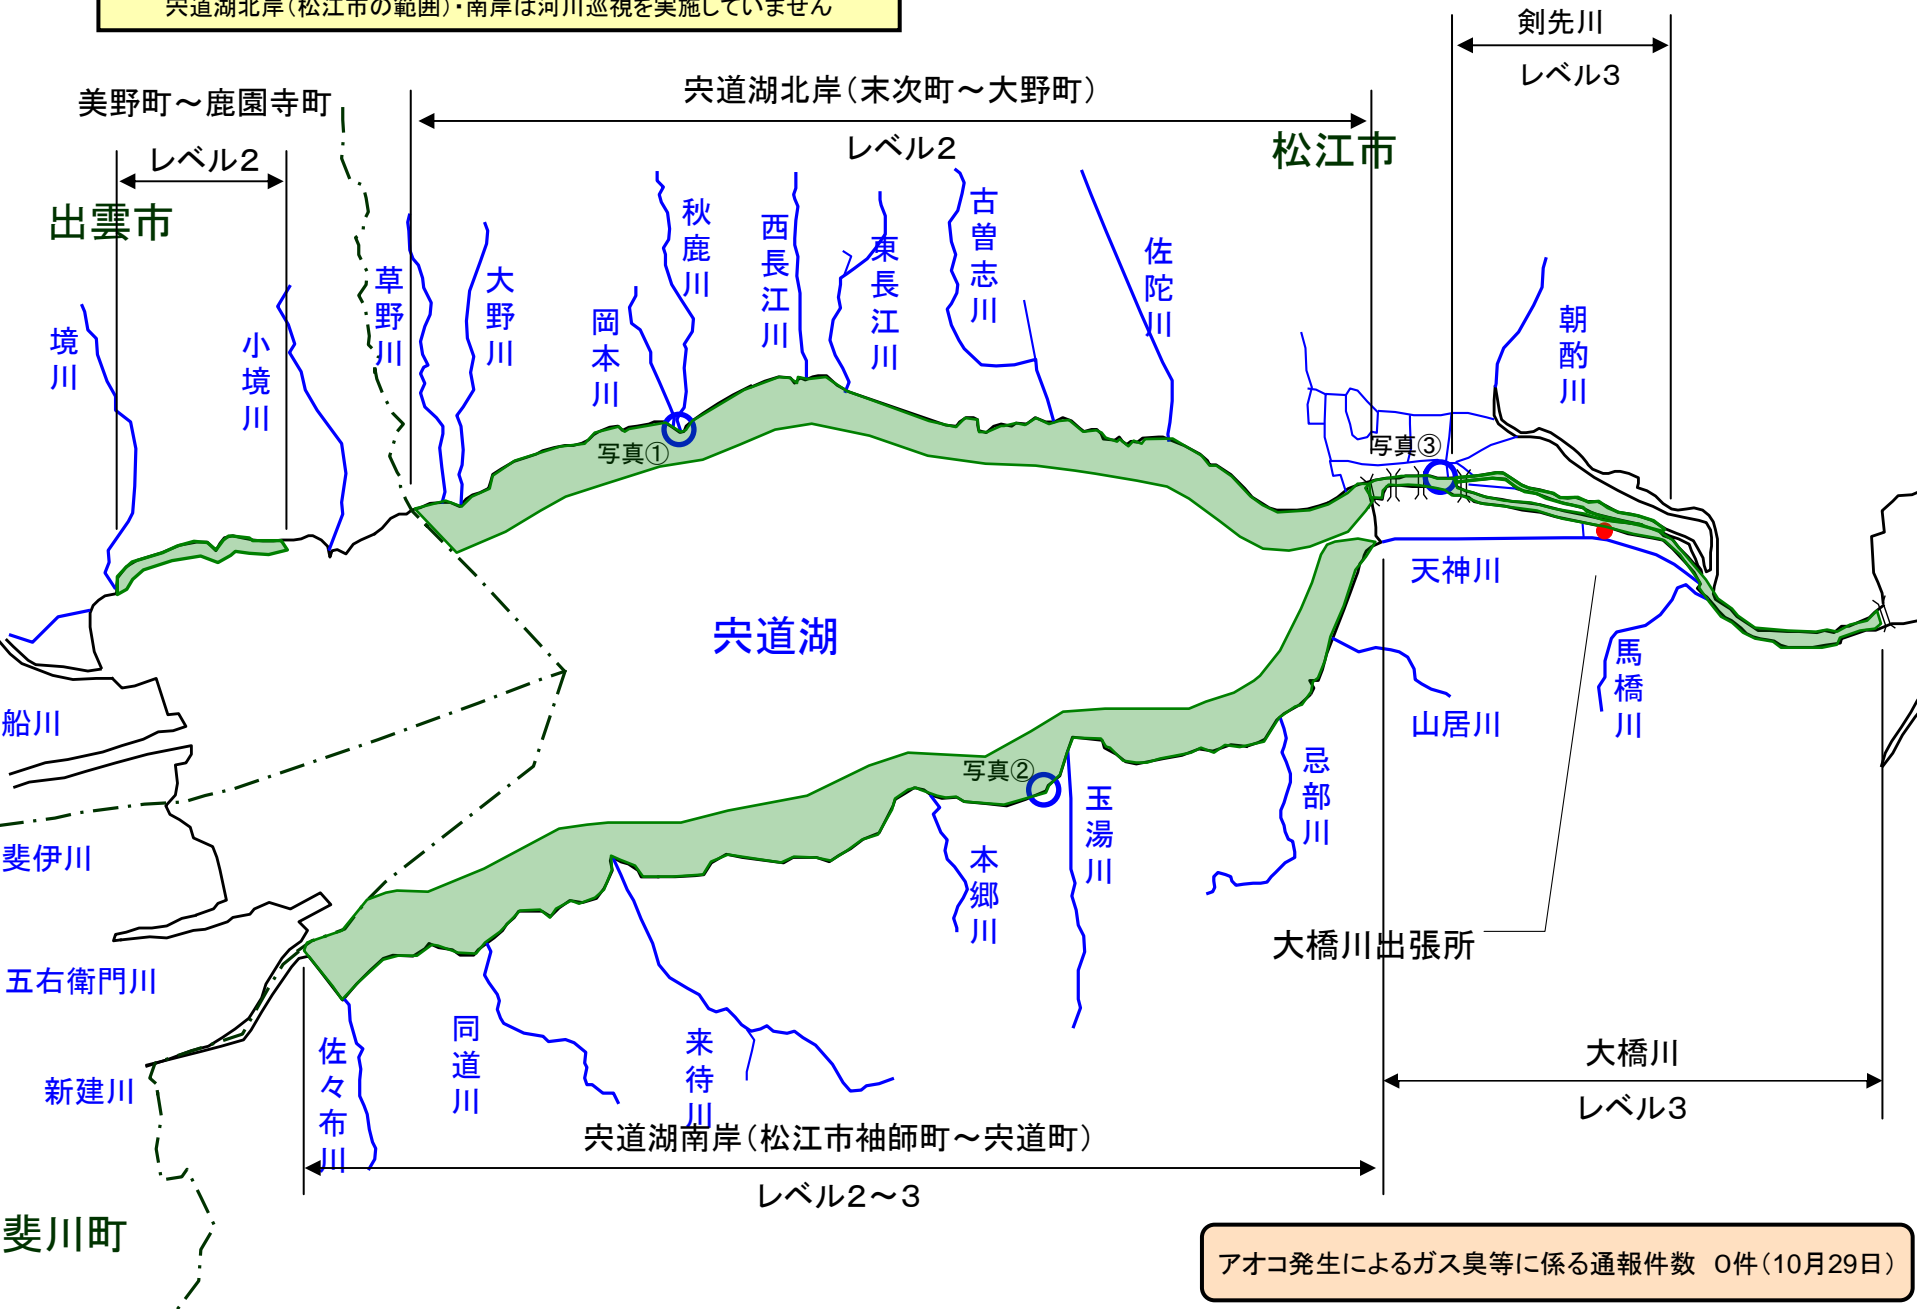 宍道湖北岸（松江市の範囲）・南岸は河川巡視を実施していません
剣先川
レベル3
宍道湖北岸（末次町～大野町）
レベル2
美野町～鹿園寺町
レベル2
松江市
出雲市
境川
小境川
草野川
大野川
岡本川
秋鹿川
西長江川
東長江川
古曽志川
佐陀川
朝酌川
写真①
写真③
天神川
宍道湖
馬橋川
山居川
船川
忌部川
写真②
玉湯川
斐伊川
本郷川
大橋川出張所
五右衛門川
同道川
来待川
佐々布川
新建川
大橋川
レベル3
宍道湖南岸（松江市袖師町～宍道町）
レベル2～3
斐川町
アオコ発生によるガス臭等に係る通報件数　0件（10月29日）